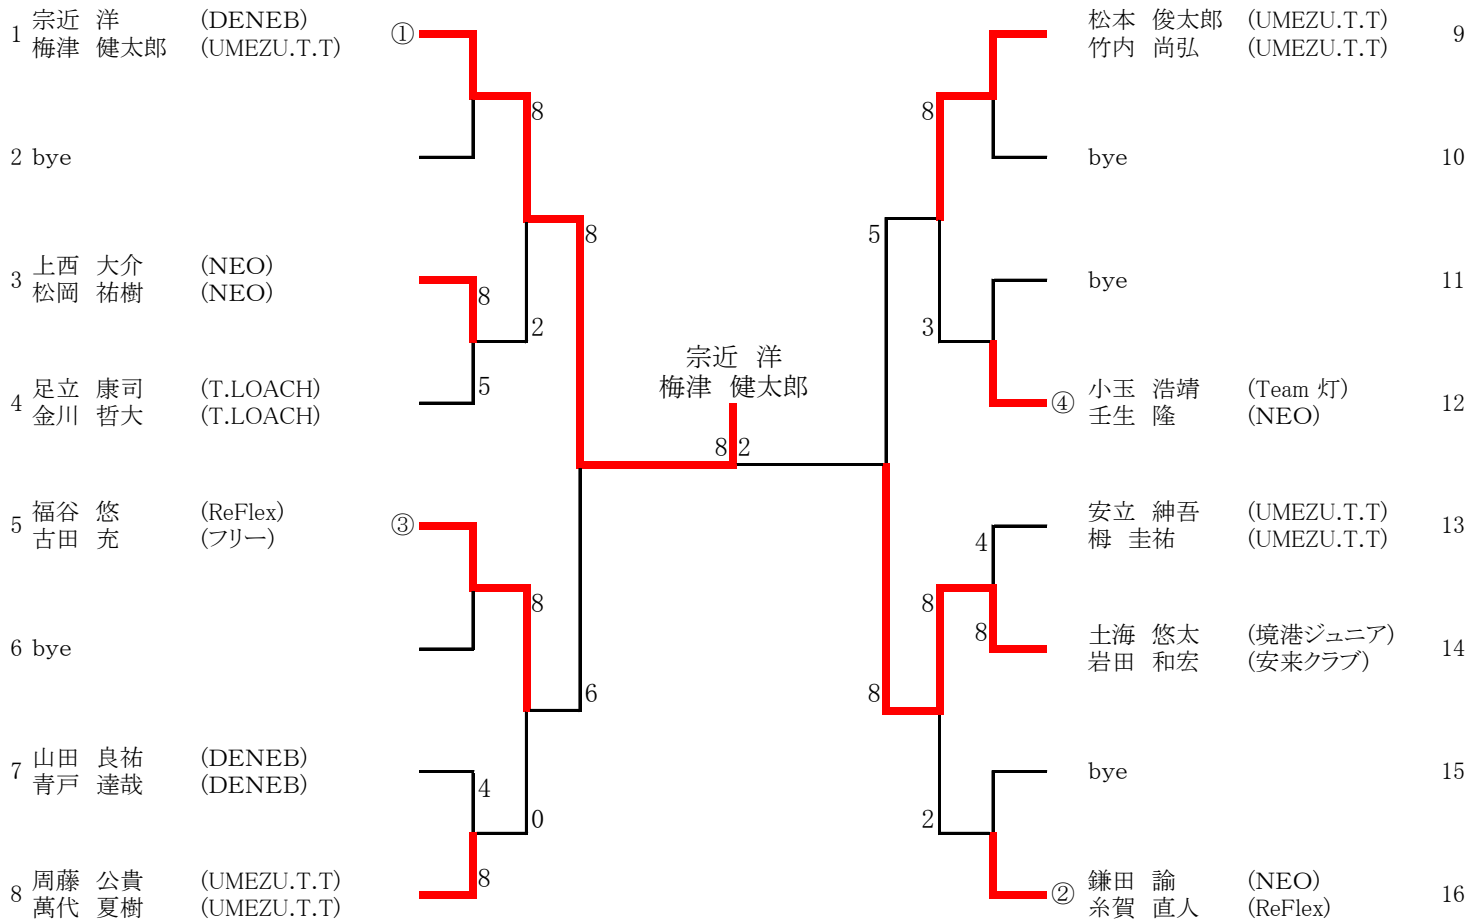 1 宗近 洋 (DENEB) ①
梅津 健太郎 (UMEZU.T.T)
8
2 bye
8
3 上西 大介 (NEO)
松岡 祐樹 (NEO)
8
2
5
4 足立 康司 (T.LOACH)
金川 哲大 (T.LOACH)
5 福谷 悠 (ReFlex) ③
古田 充 (フリー)
8
6 bye
6
7 山田 良祐 (DENEB)
青戸 達哉 (DENEB)
4
0
8
8 周藤 公貴 (UMEZU.T.T)
萬代 夏樹 (UMEZU.T.T)
宗近 洋
梅津 健太郎
8 2
松本 俊太郎 (UMEZU.T.T) 9
竹内 尚弘 (UMEZU.T.T)
8
bye 10
5
bye 11
3
④ 小玉 浩靖 (Team 灯) 12
壬生 隆 (NEO)
安立 紳吾 (UMEZU.T.T) 13
栂 圭祐 (UMEZU.T.T)
4
8
8
土海 悠太 (境港ジュニア) 14
岩田 和宏 (安来クラブ)
8
bye 15
2
② 鎌田 諭 (NEO) 16
糸賀 直人 (ReFlex)